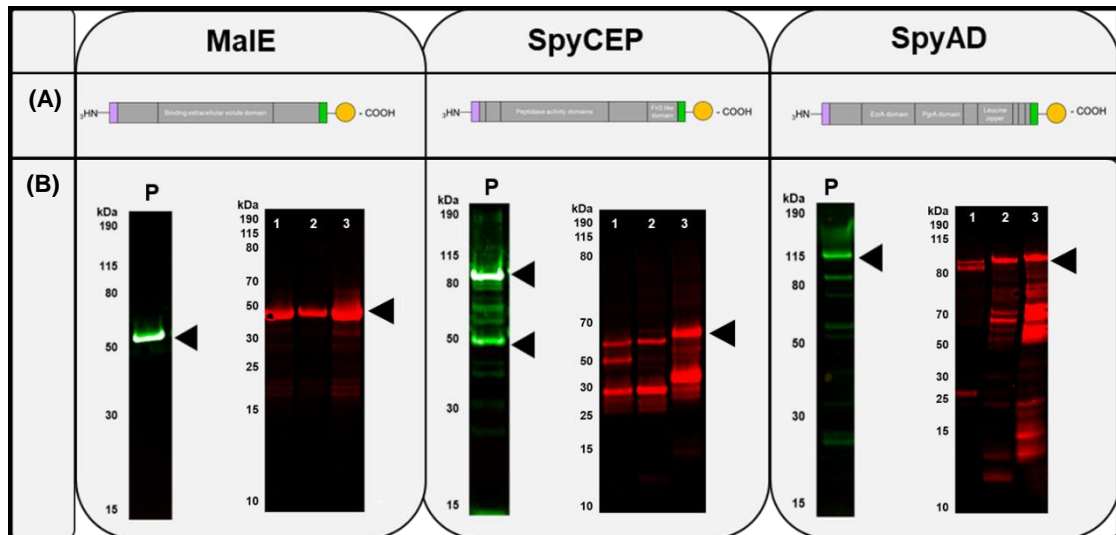 MalE
SpyCEP
SpyAD
(A)
3HN-
Binding extracellular solute domain
- COOH
3HN-
Peptidase activity domains
Fn3 like
domain
- COOH
3HN-
EzrA domain
PgrA domain
Leucine
zipper
- COOH
(B)
P
kDa
190
115
80
50
30
15
kDa
190
115
80
70
50
30
25
15
10
1 2 3
P
kDa
190
115
80
50
30
15
kDa
190
115
80
70
50
30
25
15
10
1 2 3
P
kDa
190
115
80
50
30
15
kDa
190
115
80
70
50
30
25
15
10
1 2 3